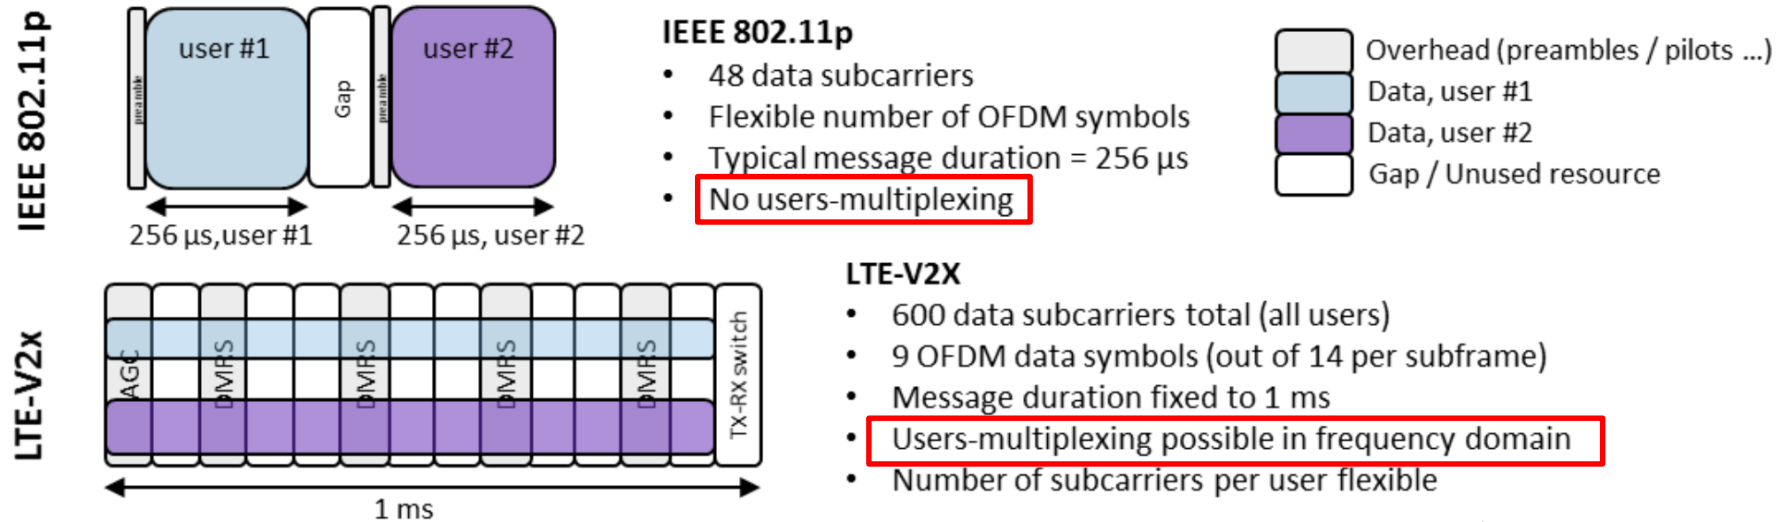 IEEE 802.11p
preamble
user #1
Gap
preamble
user #2
256 µs,user #1
256 µs, user #2
IEEE 802.11p
• 48 data subcarriers
• Flexible number of OFDM symbols
• Typical message duration = 256 µs
• No users-multiplexing
Overhead (preambles / pilots ...)
Data, user #1
Data, user #2
Gap / Unused resource
LTE-V2x
AGC
DMRS
DMRS
DMRS
DMRS
TX-RX switch
1 ms
LTE-V2X
• 600 data subcarriers total (all users)
• 9 OFDM data symbols (out of 14 per subframe)
• Message duration fixed to 1 ms
• Users-multiplexing possible in frequency domain
• Number of subcarriers per user flexible